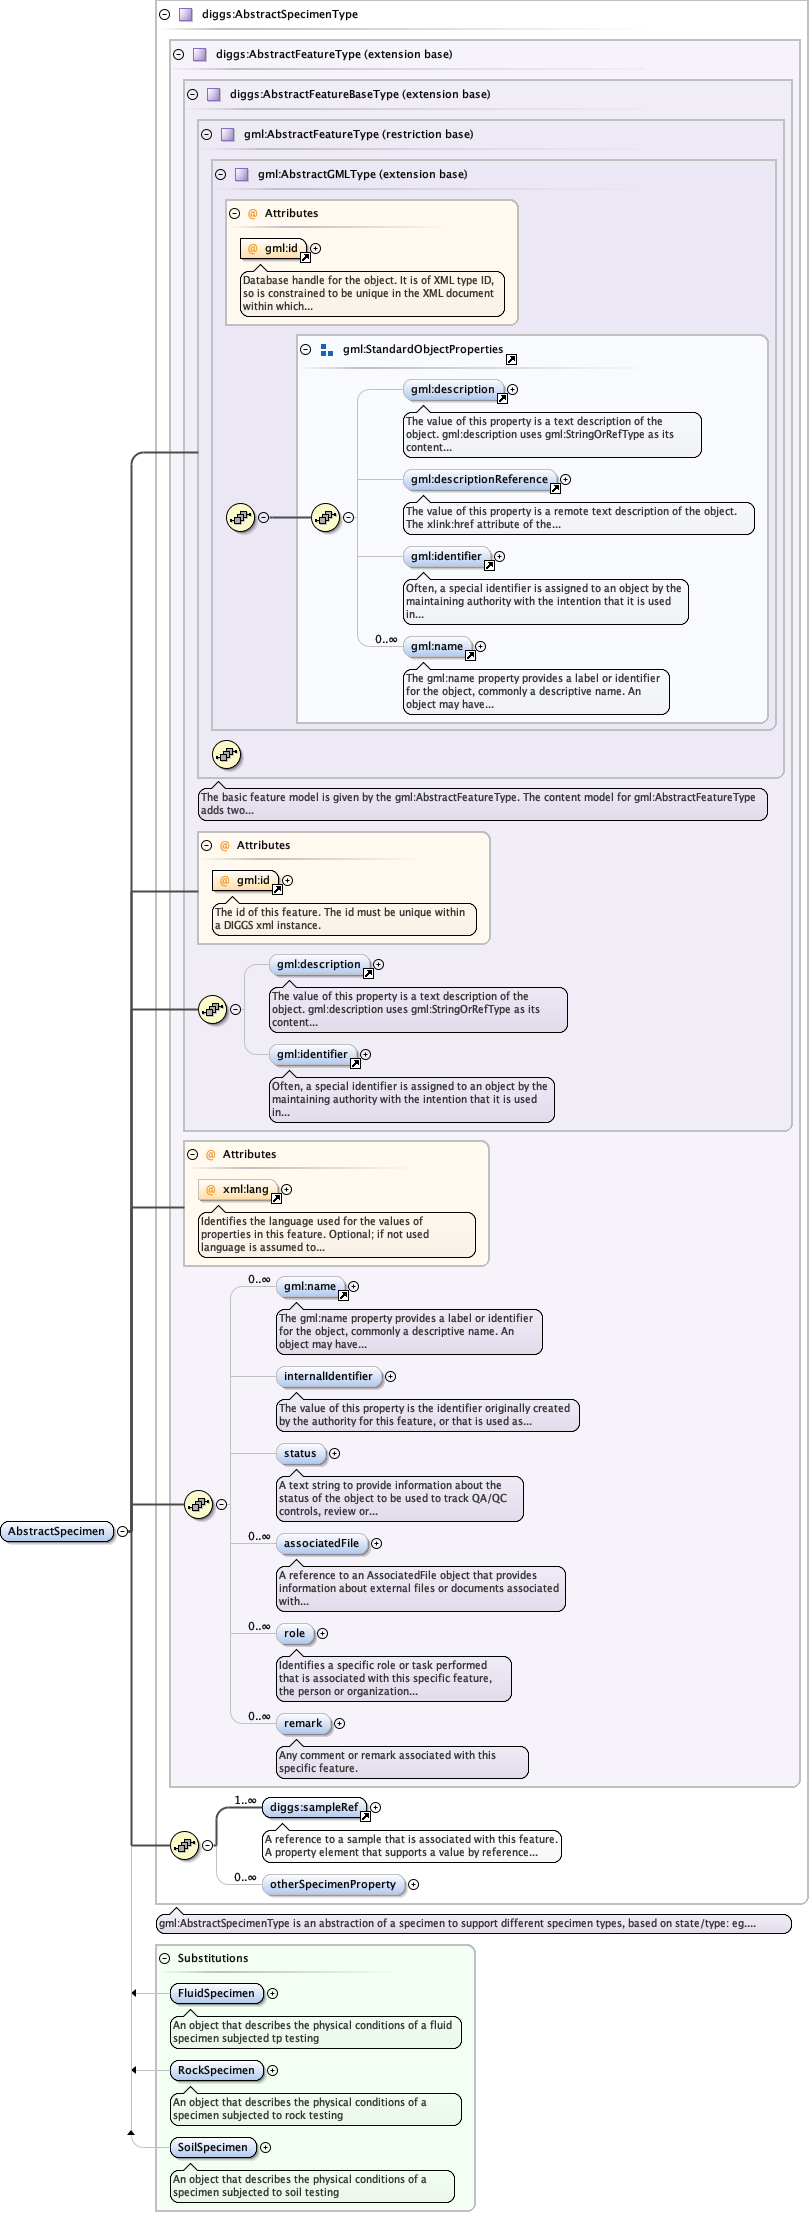 diggs:AbstractSpecimenType
diggs:AbstractFeatureType (extension base)
diggs:AbstractFeatureBaseType (extension base)
gml:AbstractFeatureType (restriction base)
gml:AbstractGMLType (extension base)
@ Attributes
@ gml:id
Database handle for the object. It is of XML type ID,
so is constrained to be unique in the XML document
within which...
gml:StandardObjectProperties
gml:description
The value of this property is a text description of the
object. gml:description uses gml:StringOrRefType as its
content...
gml:descriptionReference
The value of this property is a remote text description of the object.
The xlink:href attribute of the...
gml:identifier
Often, a special identifier is assigned to an object by the
maintaining authority with the intention that it is used
in...
0..∞
gml:name
The gml:name property provides a label or identifier
for the object, commonly a descriptive name. An
object may have...
The basic feature model is given by the gml:AbstractFeatureType. The content model for gml:AbstractFeatureType
adds two...
@ Attributes
@ gml:id
The id of this feature. The id must be unique within
a DIGGS xml instance.
gml:description
The value of this property is a text description of the
object. gml:description uses gml:StringOrRefType as its
content...
gml:identifier
Often, a special identifier is assigned to an object by the
maintaining authority with the intention that it is used
in...
@ Attributes
@ xml:lang
Identifies the language used for the values of
properties in this feature. Optional; if not used
language is assumed to...
0..∞
gml:name
The gml:name property provides a label or identifier
for the object, commonly a descriptive name. An
object may have...
internalIdentifier
The value of this property is the identifier originally created
by the authority for this feature, or that is used as...
status
A text string to provide information about the
status of the object to be used to track QA/QC
controls, review or...
AbstractSpecimen
0..∞
associatedFile
A reference to an AssociatedFile object that provides
information about external files or documents associated
with...
0..∞
role
Identifies a specific role or task performed
that is associated with this specific feature,
the person or organization...
0..∞
remark
Any comment or remark associated with this
specific feature.
1..∞
diggs:sampleRef
A reference to a sample that is associated with this feature.
A property element that supports a value by reference...
0..∞
otherSpecimenProperty
gml:AbstractSpecimenType is an abstraction of a specimen to support different specimen types, based on state/type: eg....
Substitutions
FluidSpecimen
An object that describes the physical conditions of a fluid
specimen subjected tp testing
RockSpecimen
An object that describes the physical conditions of a
specimen subjected to rock testing
SoilSpecimen
An object that describes the physical conditions of a
specimen subjected to soil testing